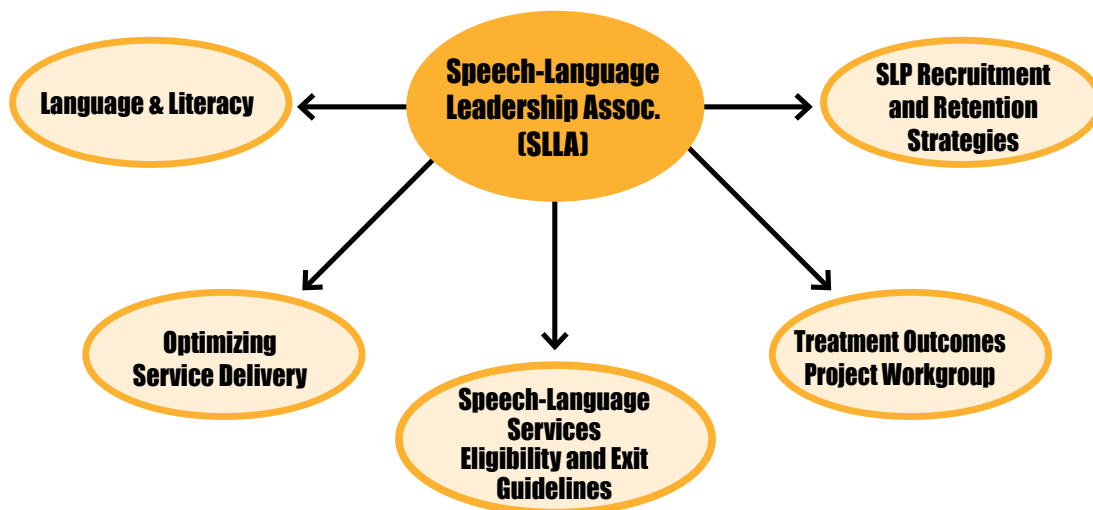 Speech-Language
Leadership Assoc.
(SLLA)
Language & Literacy
SLP Recruitment
and Retention
Strategies
Optimizing
Service Delivery
Speech-Language
Services
Eligibility and Exit
Guidelines
Treatment Outcomes
Project Workgroup